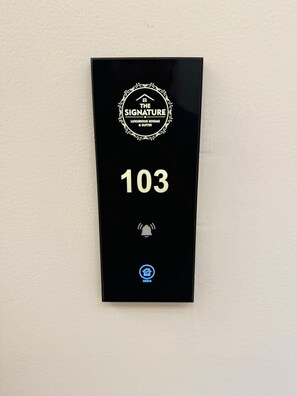 THE
SIGNATURE
LUXURIOUS ROOMS
& SUITES
103